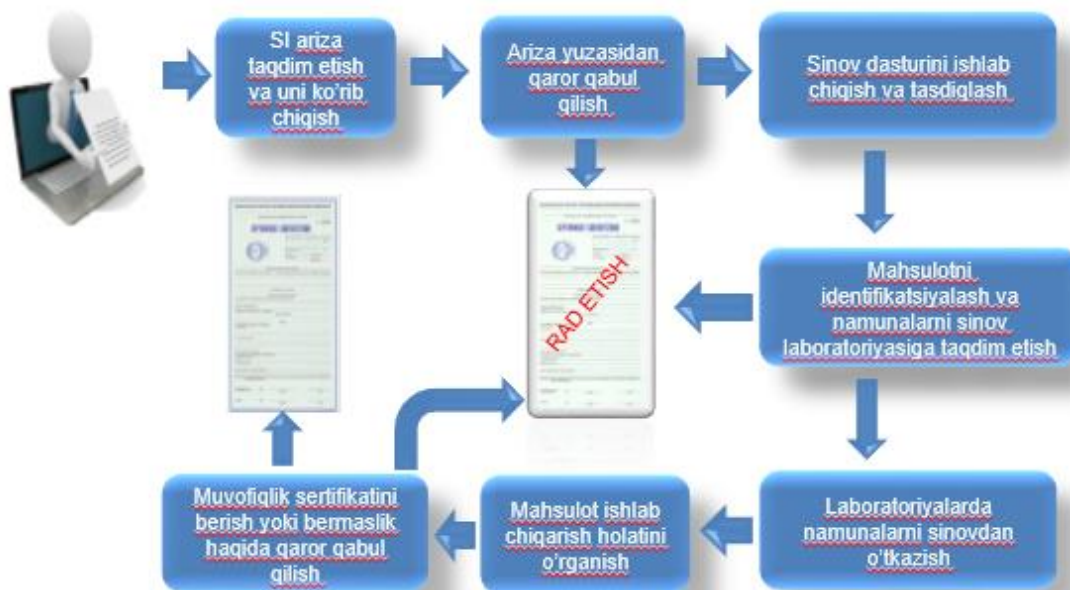 SI ariza
taqdim etish
va uni ko'rib
chiqish
Ariza yuzasidan
qaror qabul
qilish
Sinov dasturini ishlab
chiqish va tasdiqlash
Mahsulotni
identifikatsiyalash va
namunalarni sinov
laboratoriyasiga taqdim etish
RAD ETISH
Muvofiqlik sertifikatini
berish yoki bermaslik
haqida qaror qabul
qilish
Mahsulot ishlab
chiqarish holatini
o'rganish
Laboratoriyalarda
namunalarni sinovdan
o'tkazish